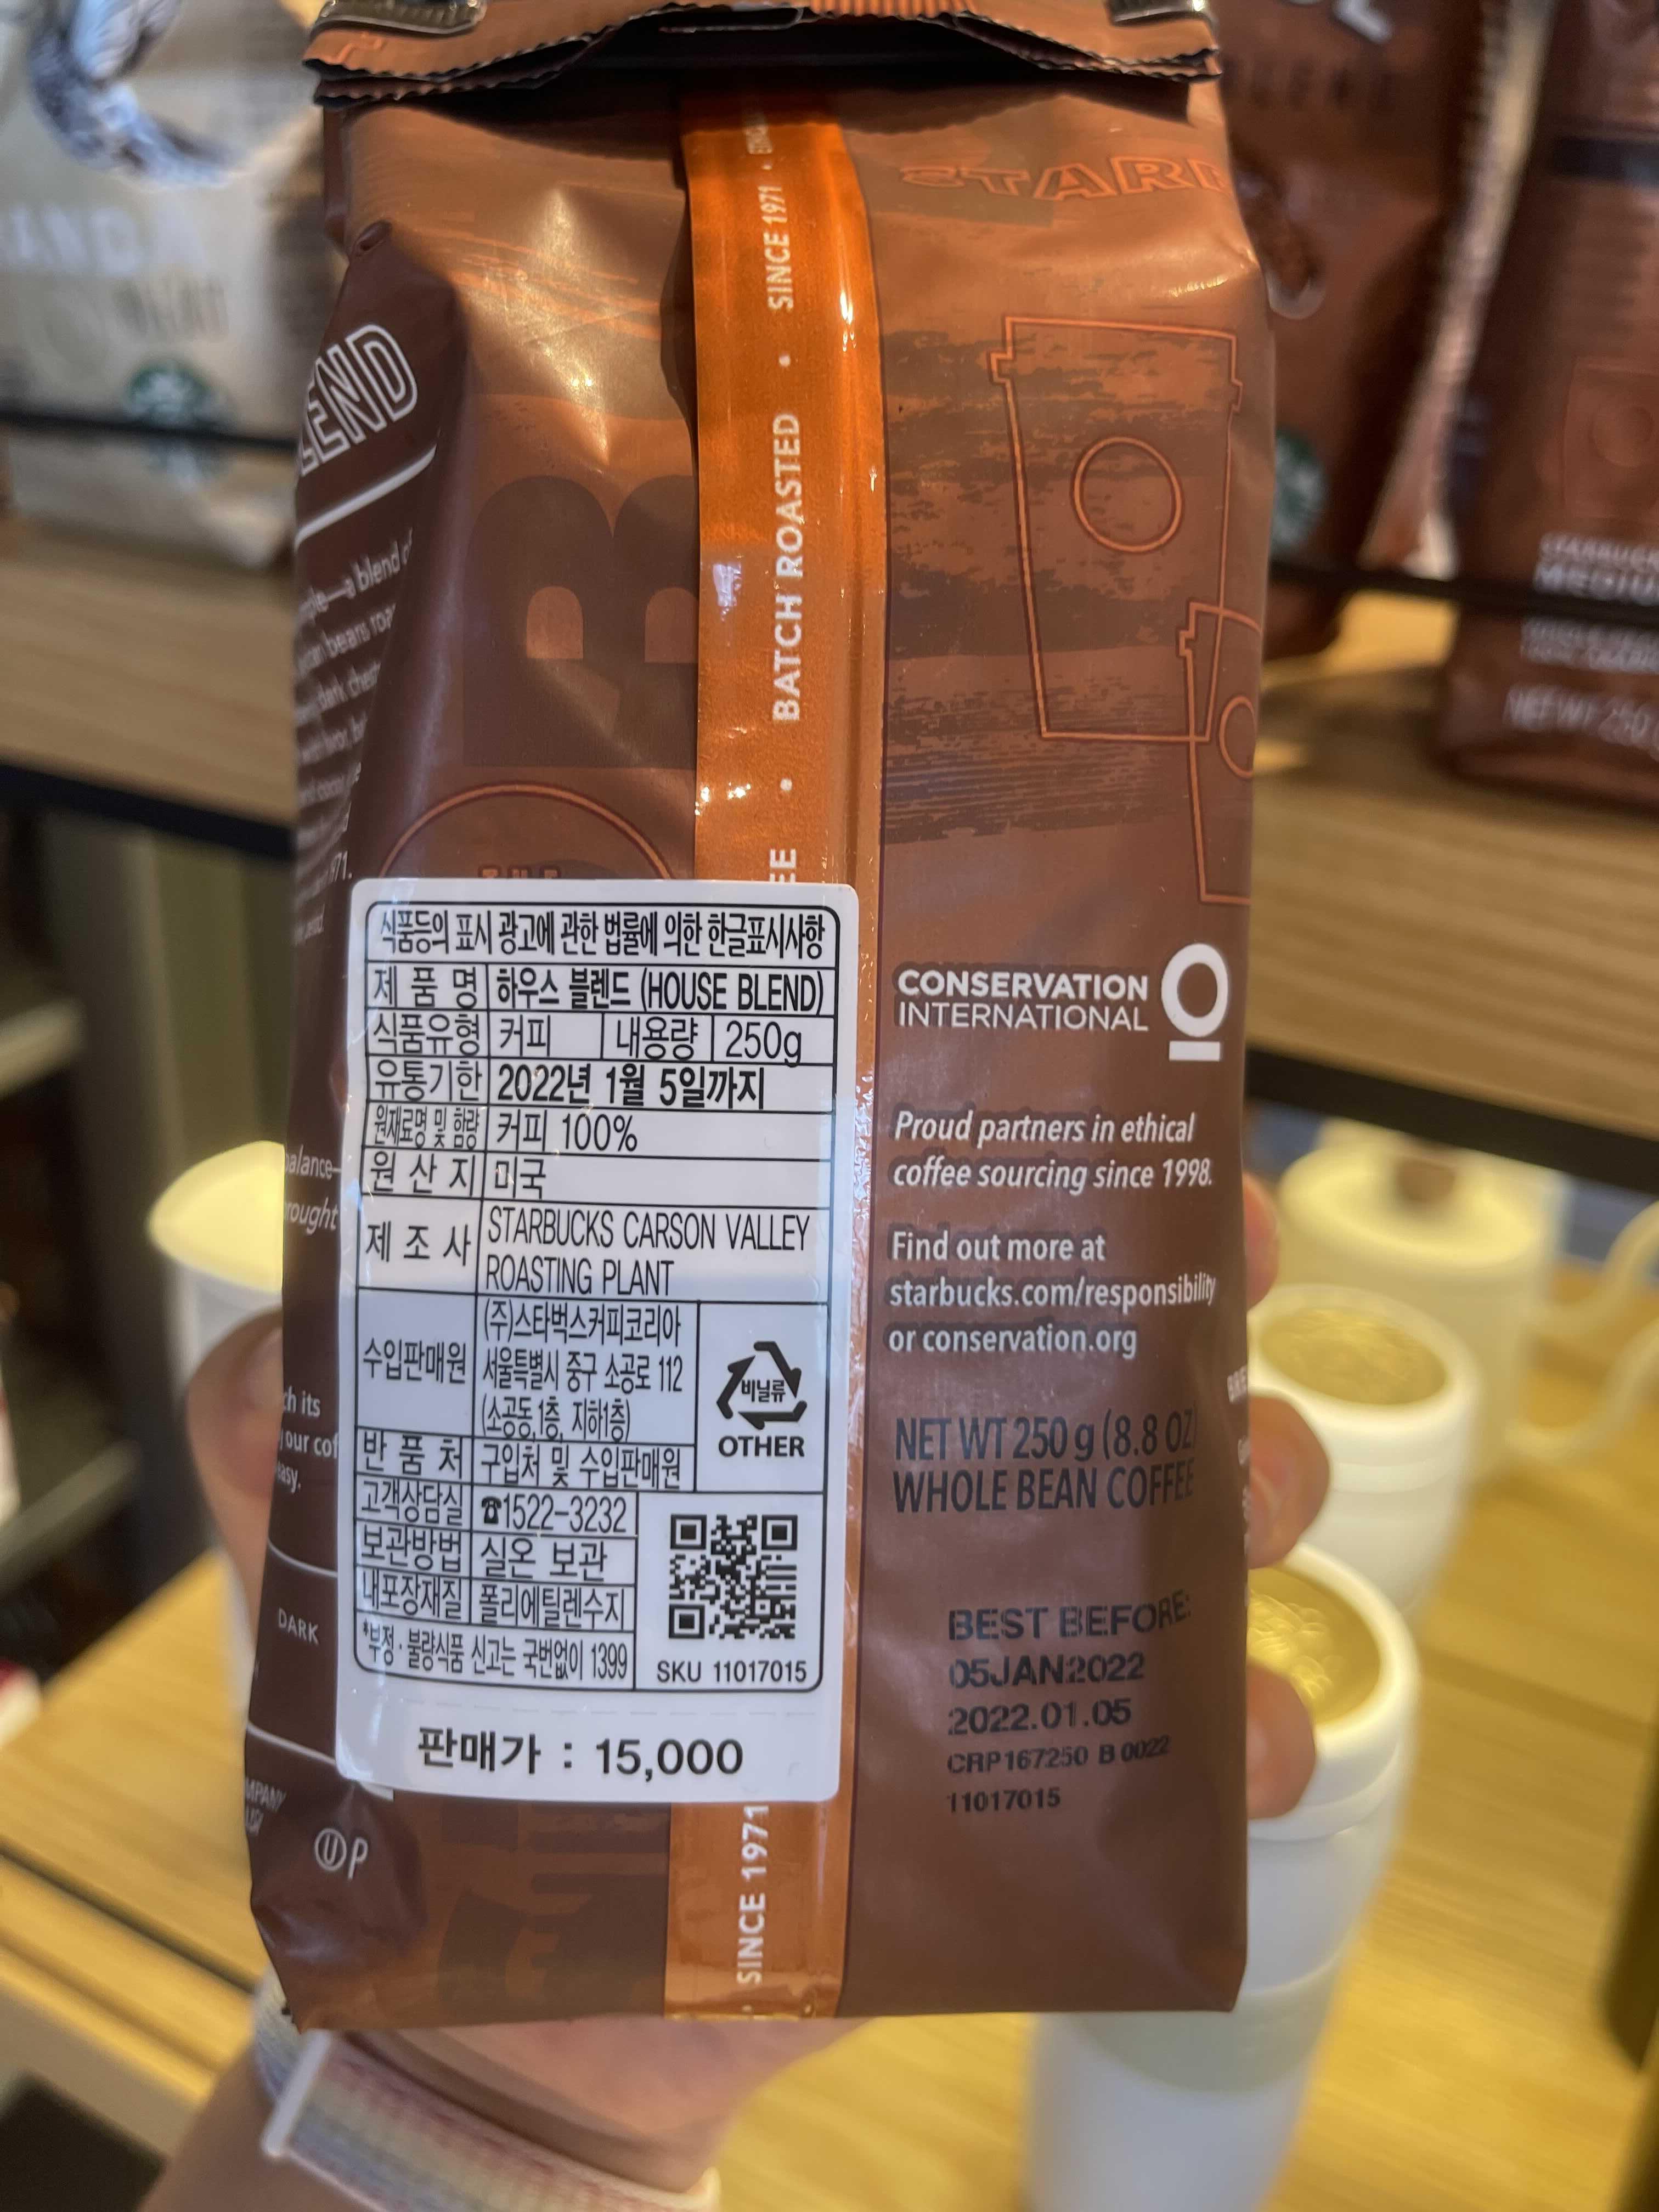 STAR
SINCE 1971
BATCH ROASTED
SINCE 1971
END
blend
beans
dark
식품등의 표시 광고에 관한 법률에 의한 한글표시사항
제 품 명 하우스 블렌드 (HOUSE BLEND)
식품유형 커피 내용량 250g
유통기한 2022년 1월 5일까지
원재료명 및 함량 커피 100%
원 산 지 미국
제 조 사 STARBUCKS CARSON VALLEY
ROASTING PLANT
수입판매원 (주)스타벅스커피코리아
서울특별시 중구 소공로 112
(소공동,1층, 지하1층)
비닐류
OTHER
반 품 처 구입처 및 수입판매원
고객상담실 ☎1522-3232
보관방법 실온 보관
내포장재질 폴리에틸렌수지
*부정·불량식품 신고는 국번없이 1399
SKU 11017015
판매가 : 15,000
CONSERVATION
INTERNATIONAL
Proud partners in ethical
coffee sourcing since 1998.
Find out more at
starbucks.com/responsibility
or conservation.org
NET WT 250 g (8.8 OZ)
WHOLE BEAN COFFEE
BEST BEFORE:
05JAN2022
2022.01.05
CRP167250 B 0022
11017015
its
our
DARK
UP
SINCE 1971